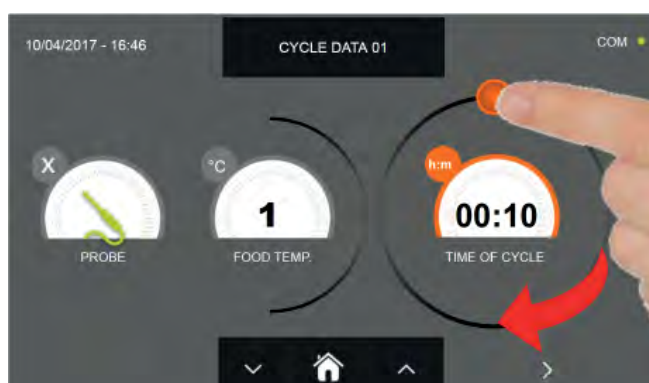 10/04/2017 - 16:46
CYCLE DATA 01
COM
X
°C
h:m
1
00:10
PROBE
FOOD TEMP.
TIME OF CYCLE